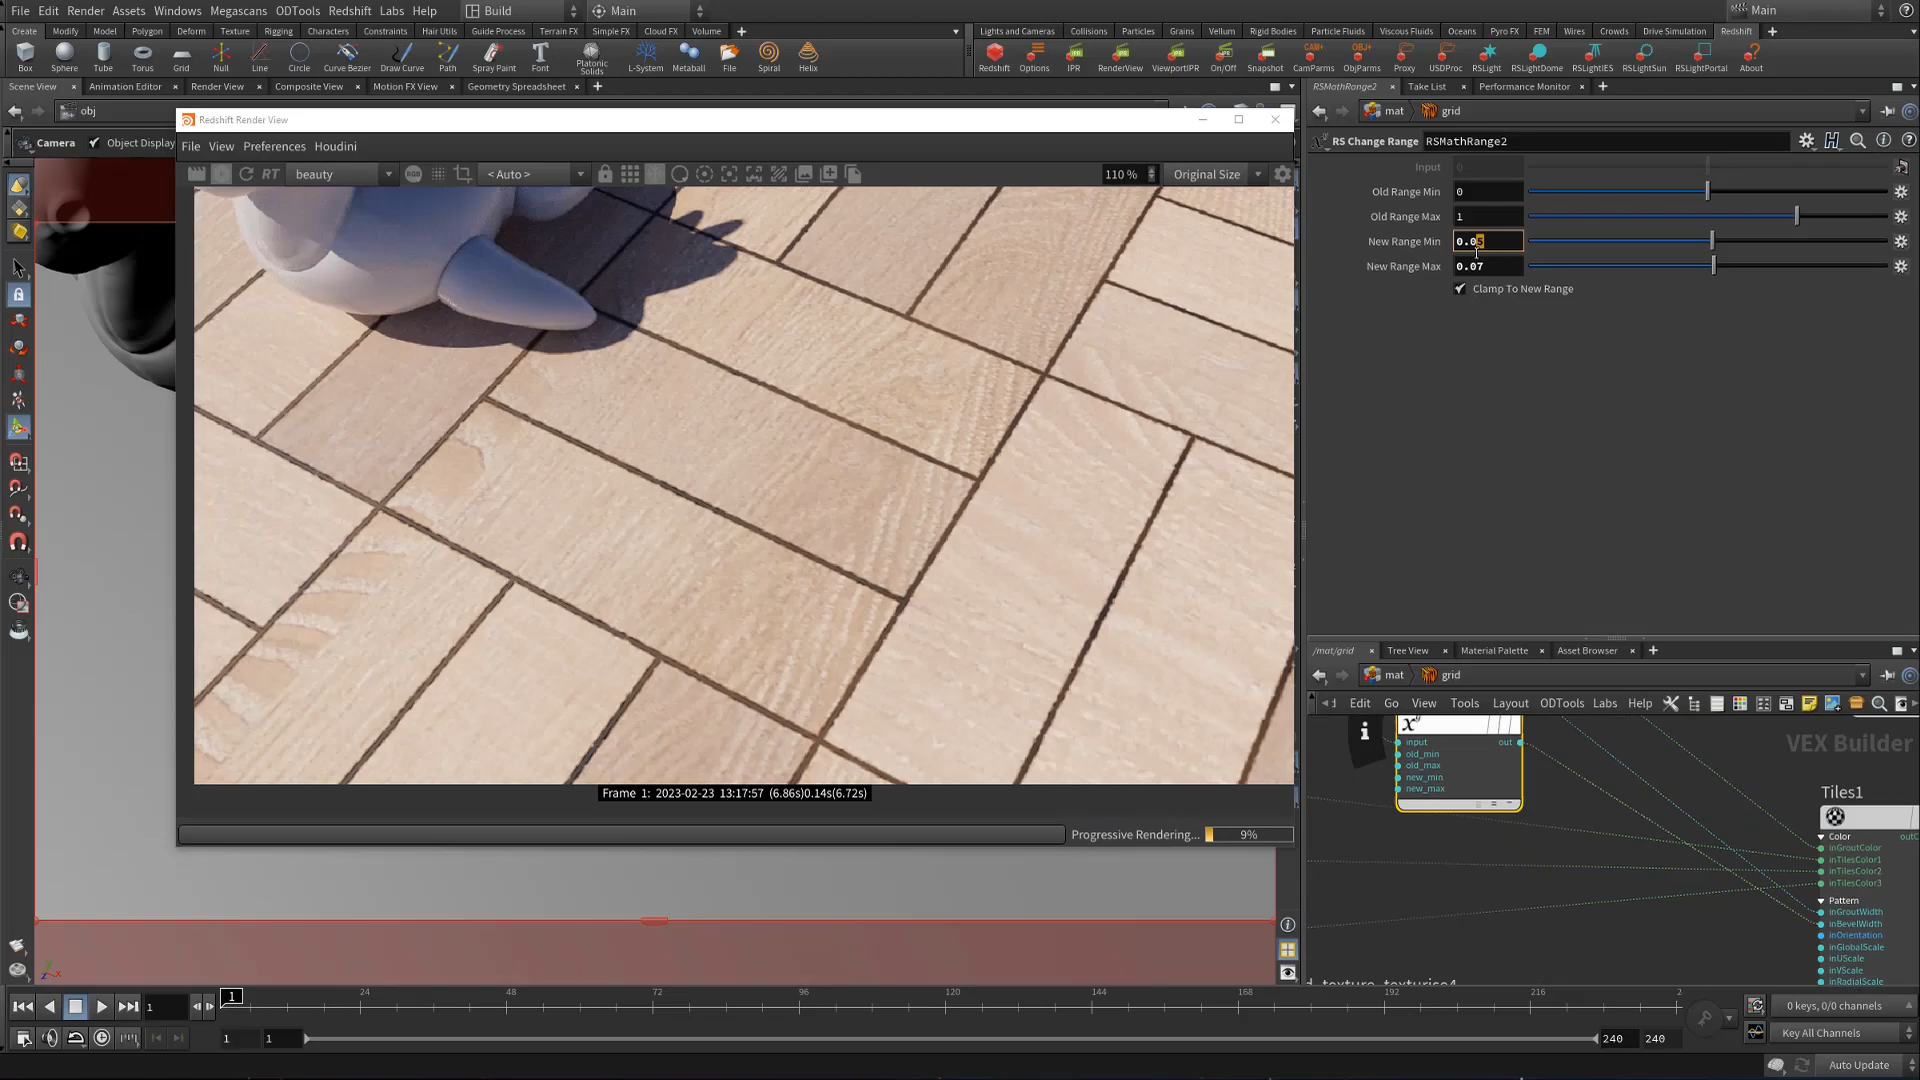 File Edit Render Assets Windows Megascans ODTools Redshift Labs Help Build Main Main
Create Modify Model Polygon Deform Texture Rigging Characters Constraints Hair Utils Guide Process Terrain FX Simple FX Cloud FX Volume
Lights and Cameras Collisions Particles Grains Vellum Rigid Bodies Particle Fluids Viscous Fluids Oceans Pyro FX FEM Wires Crowds Drive Simulation Redshift
Box Sphere Tube Torus Grid Null Line Circle Curve Bezier Draw Curve Path Spray Paint Font Platonic Solids L-System Metaball File Spiral Helix
Redshift Options IPR RenderView ViewportIPR On/Off Snapshot CamParms ObjParms Proxy USDProc RSLight RSLightDome RSLightIES RSLightSun RSLightPortal About
Scene View Animation Editor Render View Composite View Motion FX View Geometry Spreadsheet
RSMathRange2 Take List Performance Monitor
obj
mat grid
Redshift Render View
Camera Object Display
File View Preferences Houdini
RT beauty RGB < Auto > 110 % Original Size
RS Change Range RSMathRange2
Input 0
Old Range Min 0
Old Range Max 1
New Range Min 0.05
New Range Max 0.07
Clamp To New Range
Frame 1: 2023-02-23 13:17:57 (6.86s)0.14s(6.72s)
Progressive Rendering... 9%
/mat/grid Tree View Material Palette Asset Browser
mat grid
Edit Go View Tools Layout ODTools Labs Help
VEX Builder
input out
old_min
old_max
new_min
new_max
Tiles1
Color
inGroutColor
inTilesColor1
inTilesColor2
inTilesColor3
Pattern
inGroutWidth
inBevelWidth
inOrientation
inGlobalScale
inUScale
inVScale
inRadialScale
1 1 24 48 72 96 120 144 168 192 216 2
0 keys, 0/0 channels
1 1 240 240 Key All Channels
Auto Update